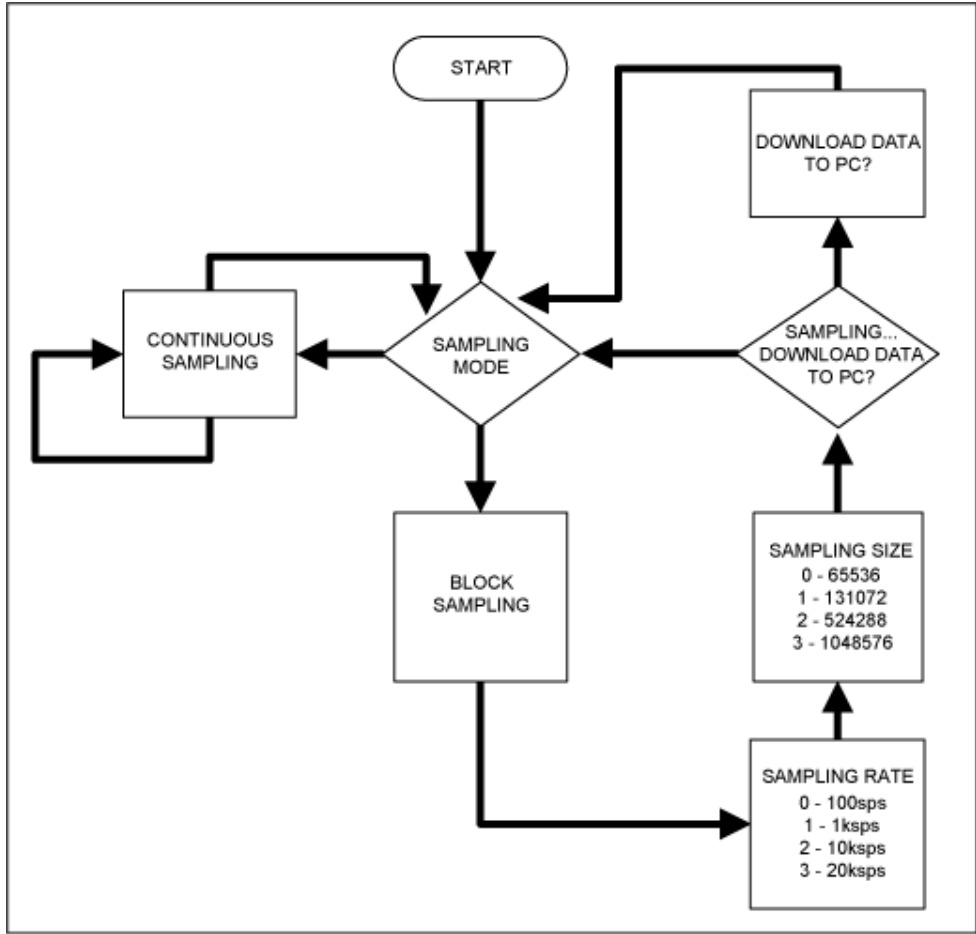 START
DOWNLOAD DATA
TO PC?
CONTINUOUS
SAMPLING
SAMPLING
MODE
SAMPLING...
DOWNLOAD DATA
TO PC?
BLOCK
SAMPLING
SAMPLING SIZE
0 - 65536
1 - 131072
2 - 524288
3 - 1048576
SAMPLING RATE
0 - 100sps
1 - 1ksps
2 - 10ksps
3 - 20ksps